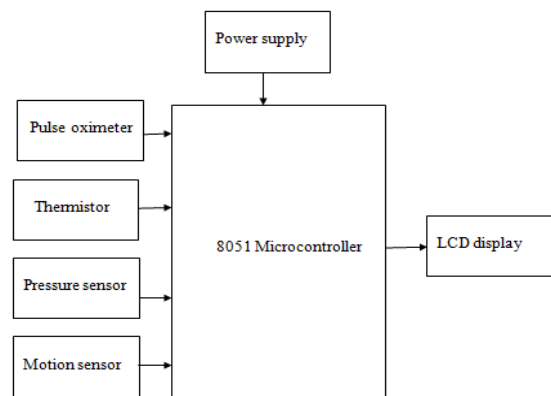 Power supply
Pulse oximeter
Thermistor
8051 Microcontroller
LCD display
Pressure sensor
Motion sensor